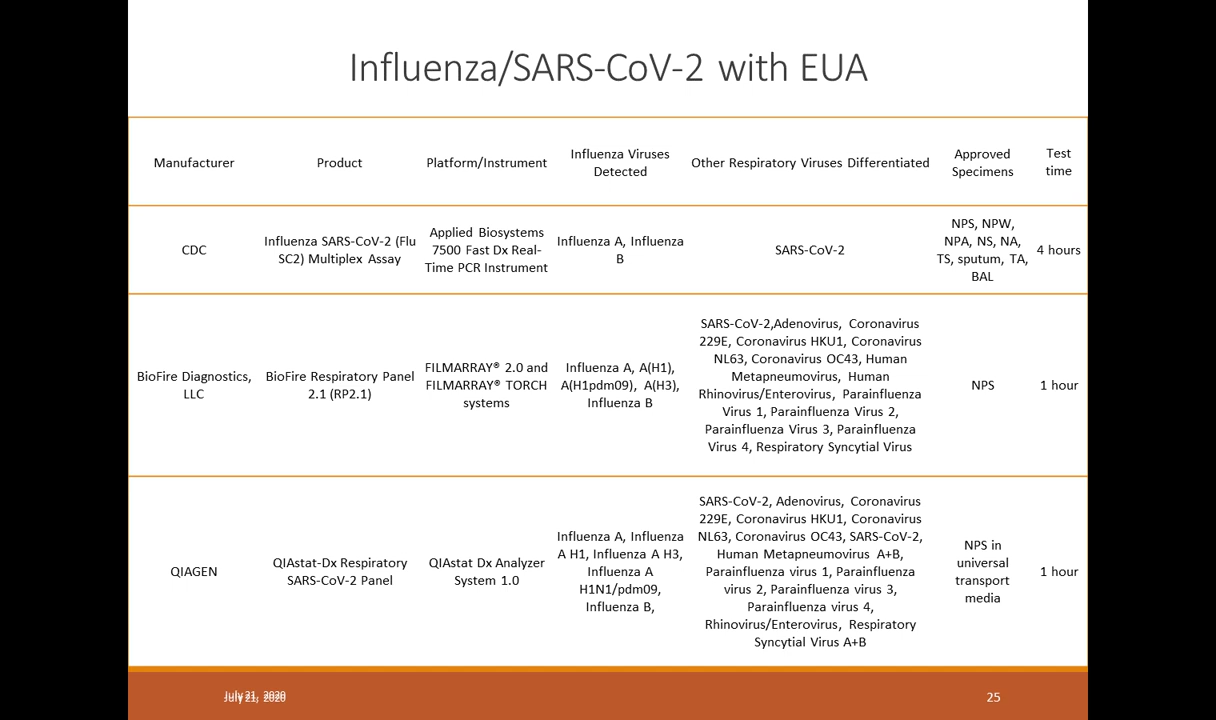 Influenza/SARS-CoV-2 with EUA
Manufacturer
Product
Platform/Instrument
Influenza Viruses
Detected
Other Respiratory Viruses Differentiated
Approved
Specimens
Test
time
CDC
Influenza SARS-CoV-2 (Flu
SC2) Multiplex Assay
Applied Biosystems
7500 Fast Dx Real-
Time PCR Instrument
Influenza A, Influenza
B
SARS-CoV-2
NPS, NPW,
NPA, NS, NA,
TS, sputum, TA,
BAL
4 hours
BioFire Diagnostics,
LLC
BioFire Respiratory Panel
2.1 (RP2.1)
FILMARRAY® 2.0 and
FILMARRAY® TORCH
systems
Influenza A, A(H1),
A(H1pdm09), A(H3),
Influenza B
SARS-CoV-2,Adenovirus, Coronavirus
229E, Coronavirus HKU1, Coronavirus
NL63, Coronavirus OC43, Human
Metapneumovirus, Human
Rhinovirus/Enterovirus, Parainfluenza
Virus 1, Parainfluenza Virus 2,
Parainfluenza Virus 3, Parainfluenza
Virus 4, Respiratory Syncytial Virus
NPS
1 hour
QIAGEN
QIAstat-Dx Respiratory
SARS-CoV-2 Panel
QIAstat Dx Analyzer
System 1.0
Influenza A, Influenza
A H1, Influenza A H3,
Influenza A
H1N1/pdm09,
Influenza B,
SARS-CoV-2, Adenovirus, Coronavirus
229E, Coronavirus HKU1, Coronavirus
NL63, Coronavirus OC43, SARS-CoV-2,
Human Metapneumovirus A+B,
Parainfluenza virus 1, Parainfluenza
virus 2, Parainfluenza virus 3,
Parainfluenza virus 4,
Rhinovirus/Enterovirus, Respiratory
Syncytial Virus A+B
NPS in
universal
transport
media
1 hour
July 21, 2020
25